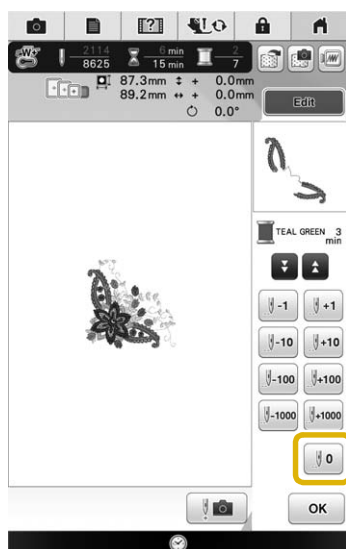 2114 6 min 2
8625 15 min 7
87.3mm + 0.0mm
89.2mm + 0.0mm
0.0°
Edit
TEAL GREEN 3
min
-1 +1
-10 +10
-100 +100
-1000 +1000
0
OK